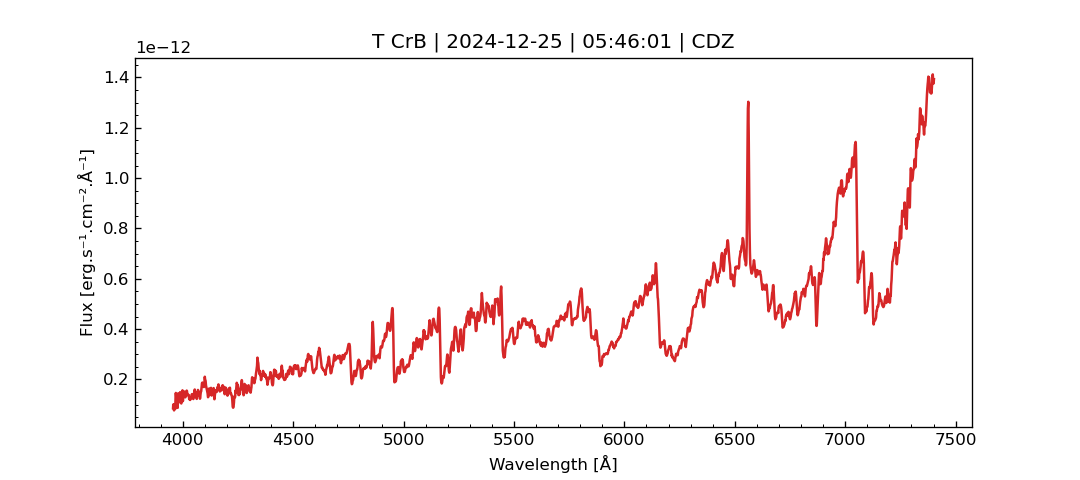 T CrB | 2024-12-25 | 05:46:01 | CDZ
1e−12
1.4
1.2
1.0
0.8
0.6
0.4
0.2
Flux [erg.s⁻¹.cm⁻².Å⁻¹]
4000 4500 5000 5500 6000 6500 7000 7500
Wavelength [Å]